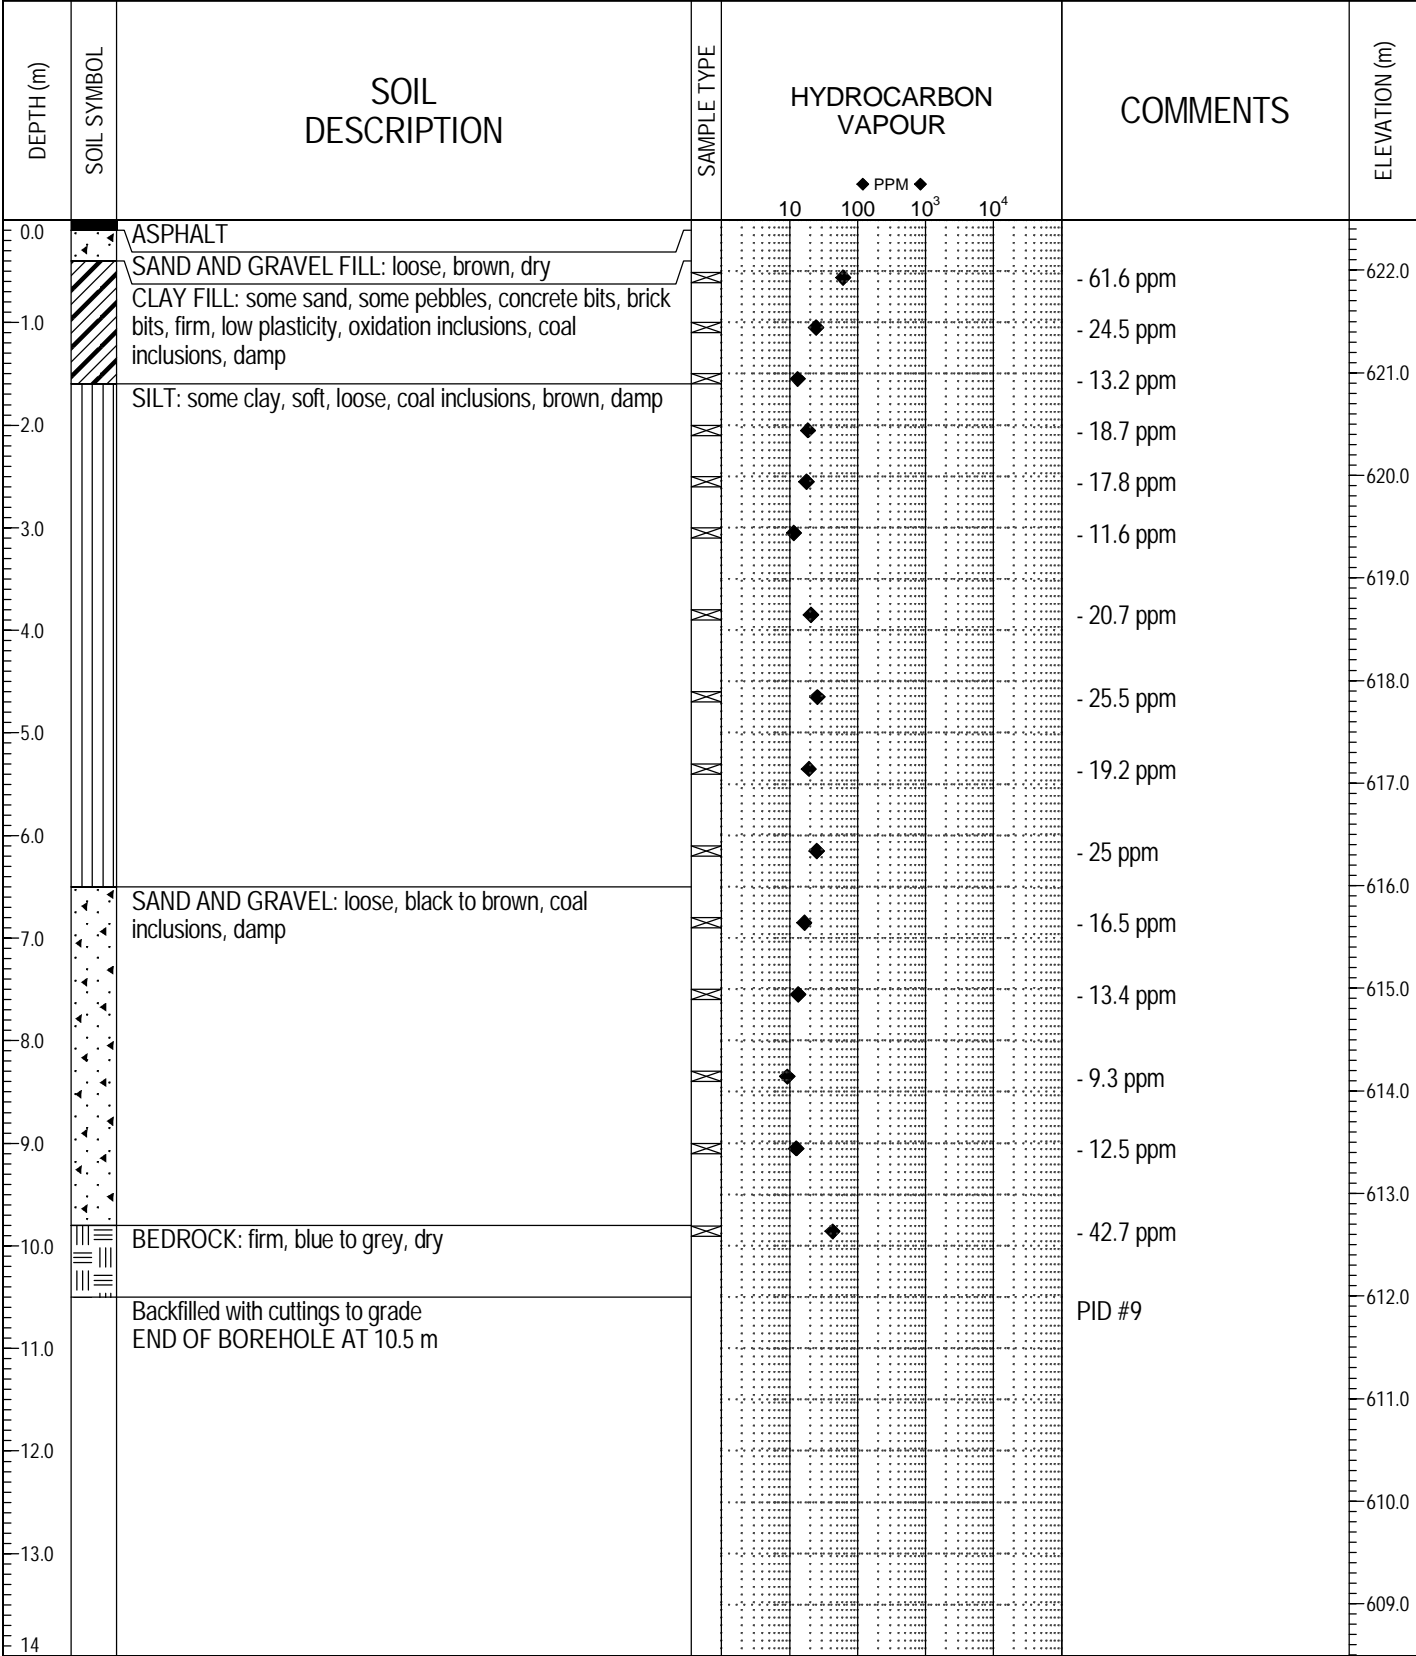 DEPTH (m)
SOIL SYMBOL
SOIL
DESCRIPTION
SAMPLE TYPE
HYDROCARBON
VAPOUR
◆ PPM ◆
10 100 10³ 10⁴
COMMENTS
ELEVATION (m)
0.0
ASPHALT
SAND AND GRAVEL FILL: loose, brown, dry
- 61.6 ppm
622.0
CLAY FILL: some sand, some pebbles, concrete bits, brick
1.0
bits, firm, low plasticity, oxidation inclusions, coal
- 24.5 ppm
inclusions, damp
- 13.2 ppm
621.0
SILT: some clay, soft, loose, coal inclusions, brown, damp
2.0
- 18.7 ppm
- 17.8 ppm
620.0
3.0
- 11.6 ppm
619.0
- 20.7 ppm
4.0
618.0
- 25.5 ppm
5.0
- 19.2 ppm
617.0
6.0
- 25 ppm
616.0
SAND AND GRAVEL: loose, black to brown, coal
inclusions, damp
- 16.5 ppm
7.0
- 13.4 ppm
615.0
8.0
- 9.3 ppm
614.0
9.0
- 12.5 ppm
613.0
BEDROCK: firm, blue to grey, dry
- 42.7 ppm
10.0
612.0
Backfilled with cuttings to grade
PID #9
END OF BOREHOLE AT 10.5 m
11.0
611.0
12.0
610.0
13.0
609.0
14